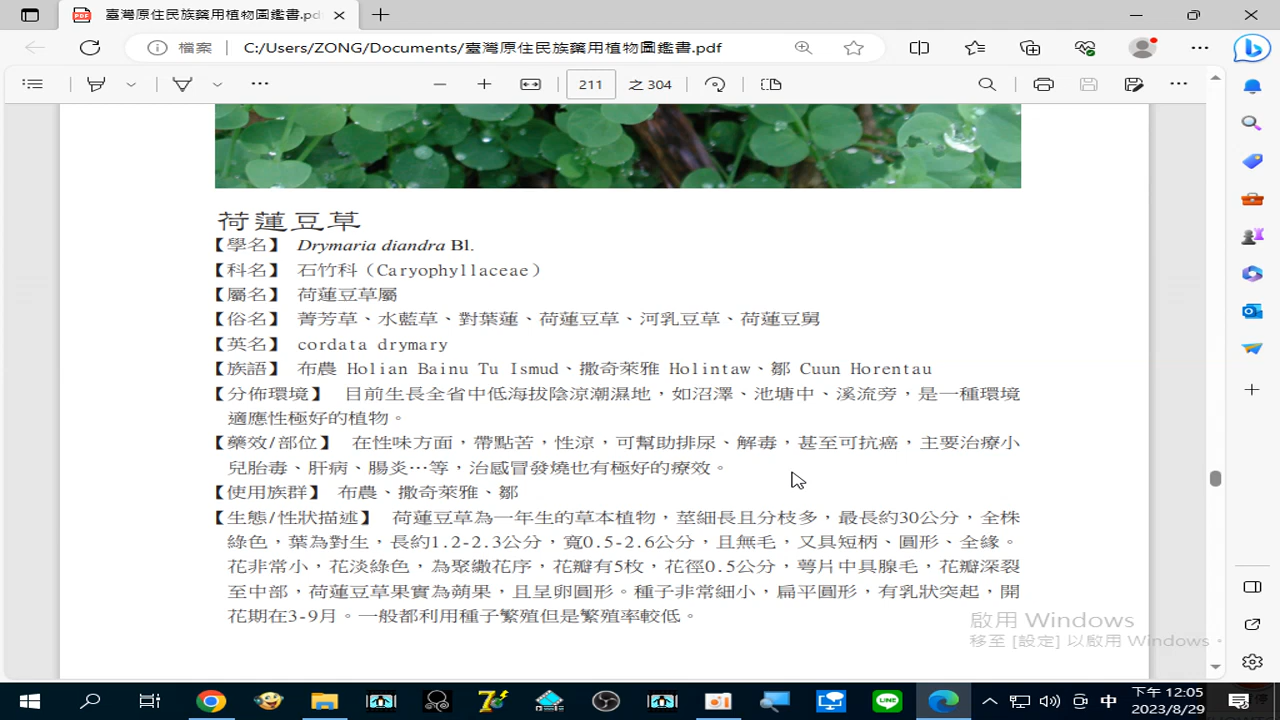 臺灣原住民族藥用植物圖鑑書.pd
檔案 C:/Users/ZONG/Documents/臺灣原住民族藥用植物圖鑑書.pdf
211 之 304
荷蓮豆草
【學名】 Drymaria diandra Bl.
【科名】 石竹科（Caryophyllaceae）
【屬名】 荷蓮豆草屬
【俗名】 菁芳草、水藍草、對葉蓮、荷蓮豆草、河乳豆草、荷蓮豆舅
【英名】 cordata drymary
【族語】 布農 Holian Bainu Tu Ismud、撒奇萊雅 Holintaw、鄒 Cuun Horentau
【分佈環境】 目前生長全省中低海拔陰涼潮濕地，如沼澤、池塘中、溪流旁，是一種環境
適應性極好的植物。
【藥效/部位】 在性味方面，帶點苦，性涼，可幫助排尿、解毒，甚至可抗癌，主要治療小
兒胎毒、肝病、腸炎…等，治感冒發燒也有極好的療效。
【使用族群】 布農、撒奇萊雅、鄒
【生態/性狀描述】 荷蓮豆草為一年生的草本植物，莖細長且分枝多，最長約30公分，全株
綠色，葉為對生，長約1.2-2.3公分，寬0.5-2.6公分，且無毛，又具短柄、圓形、全緣。
花非常小，花淡綠色，為聚繖花序，花瓣有5枚，花徑0.5公分，萼片中具腺毛，花瓣深裂
至中部，荷蓮豆草果實為蒴果，且呈卵圓形。種子非常細小，扁平圓形，有乳狀突起，開
花期在3-9月。一般都利用種子繁殖但是繁殖率較低。
啟用 Windows
移至 [設定] 以啟用 Windows。
中
下午 12:05
2023/8/29
LINE